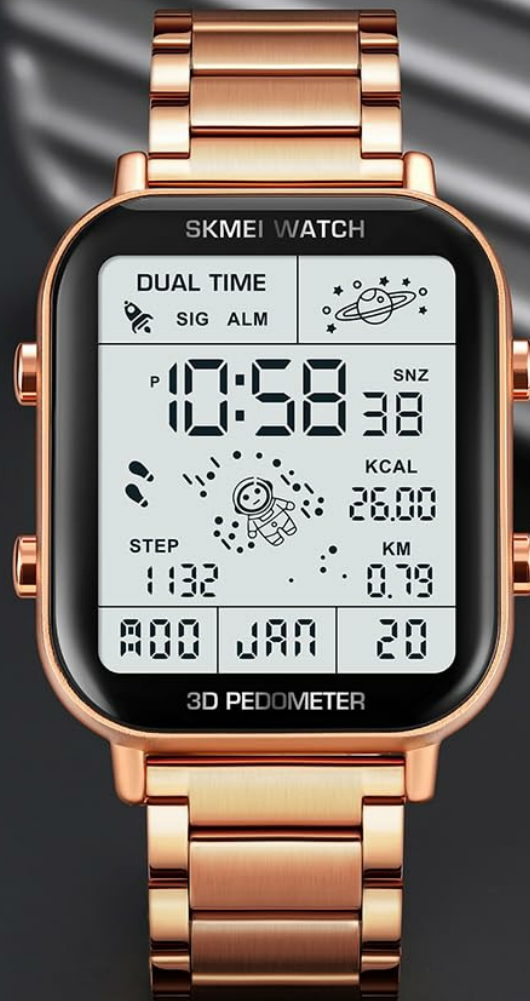 SKMEI WATCH
DUAL TIME
SIG ALM
P 10:58 SNZ
38
KCAL
26.00
STEP KM
1132 0.79
MOO JAN 20
3D PEDOMETER